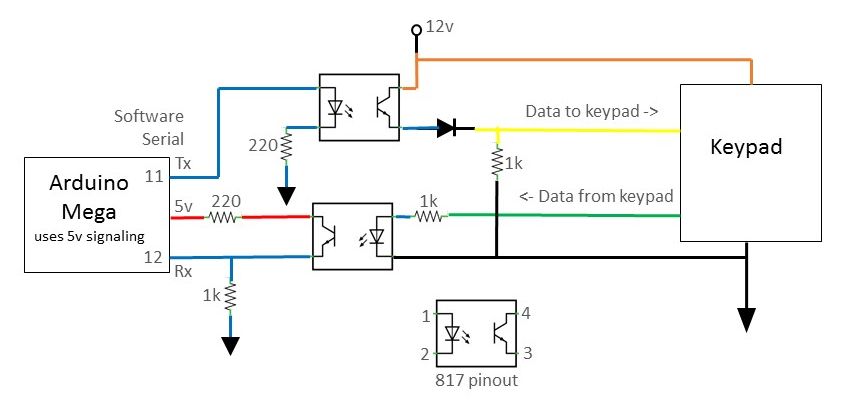 12v
Software
Serial
Data to keypad ->
220
1k
Keypad
Tx
11
Arduino
Mega
uses 5v signaling
5v
220
1k
<- Data from keypad
12
Rx
1k
1
4
2
3
817 pinout